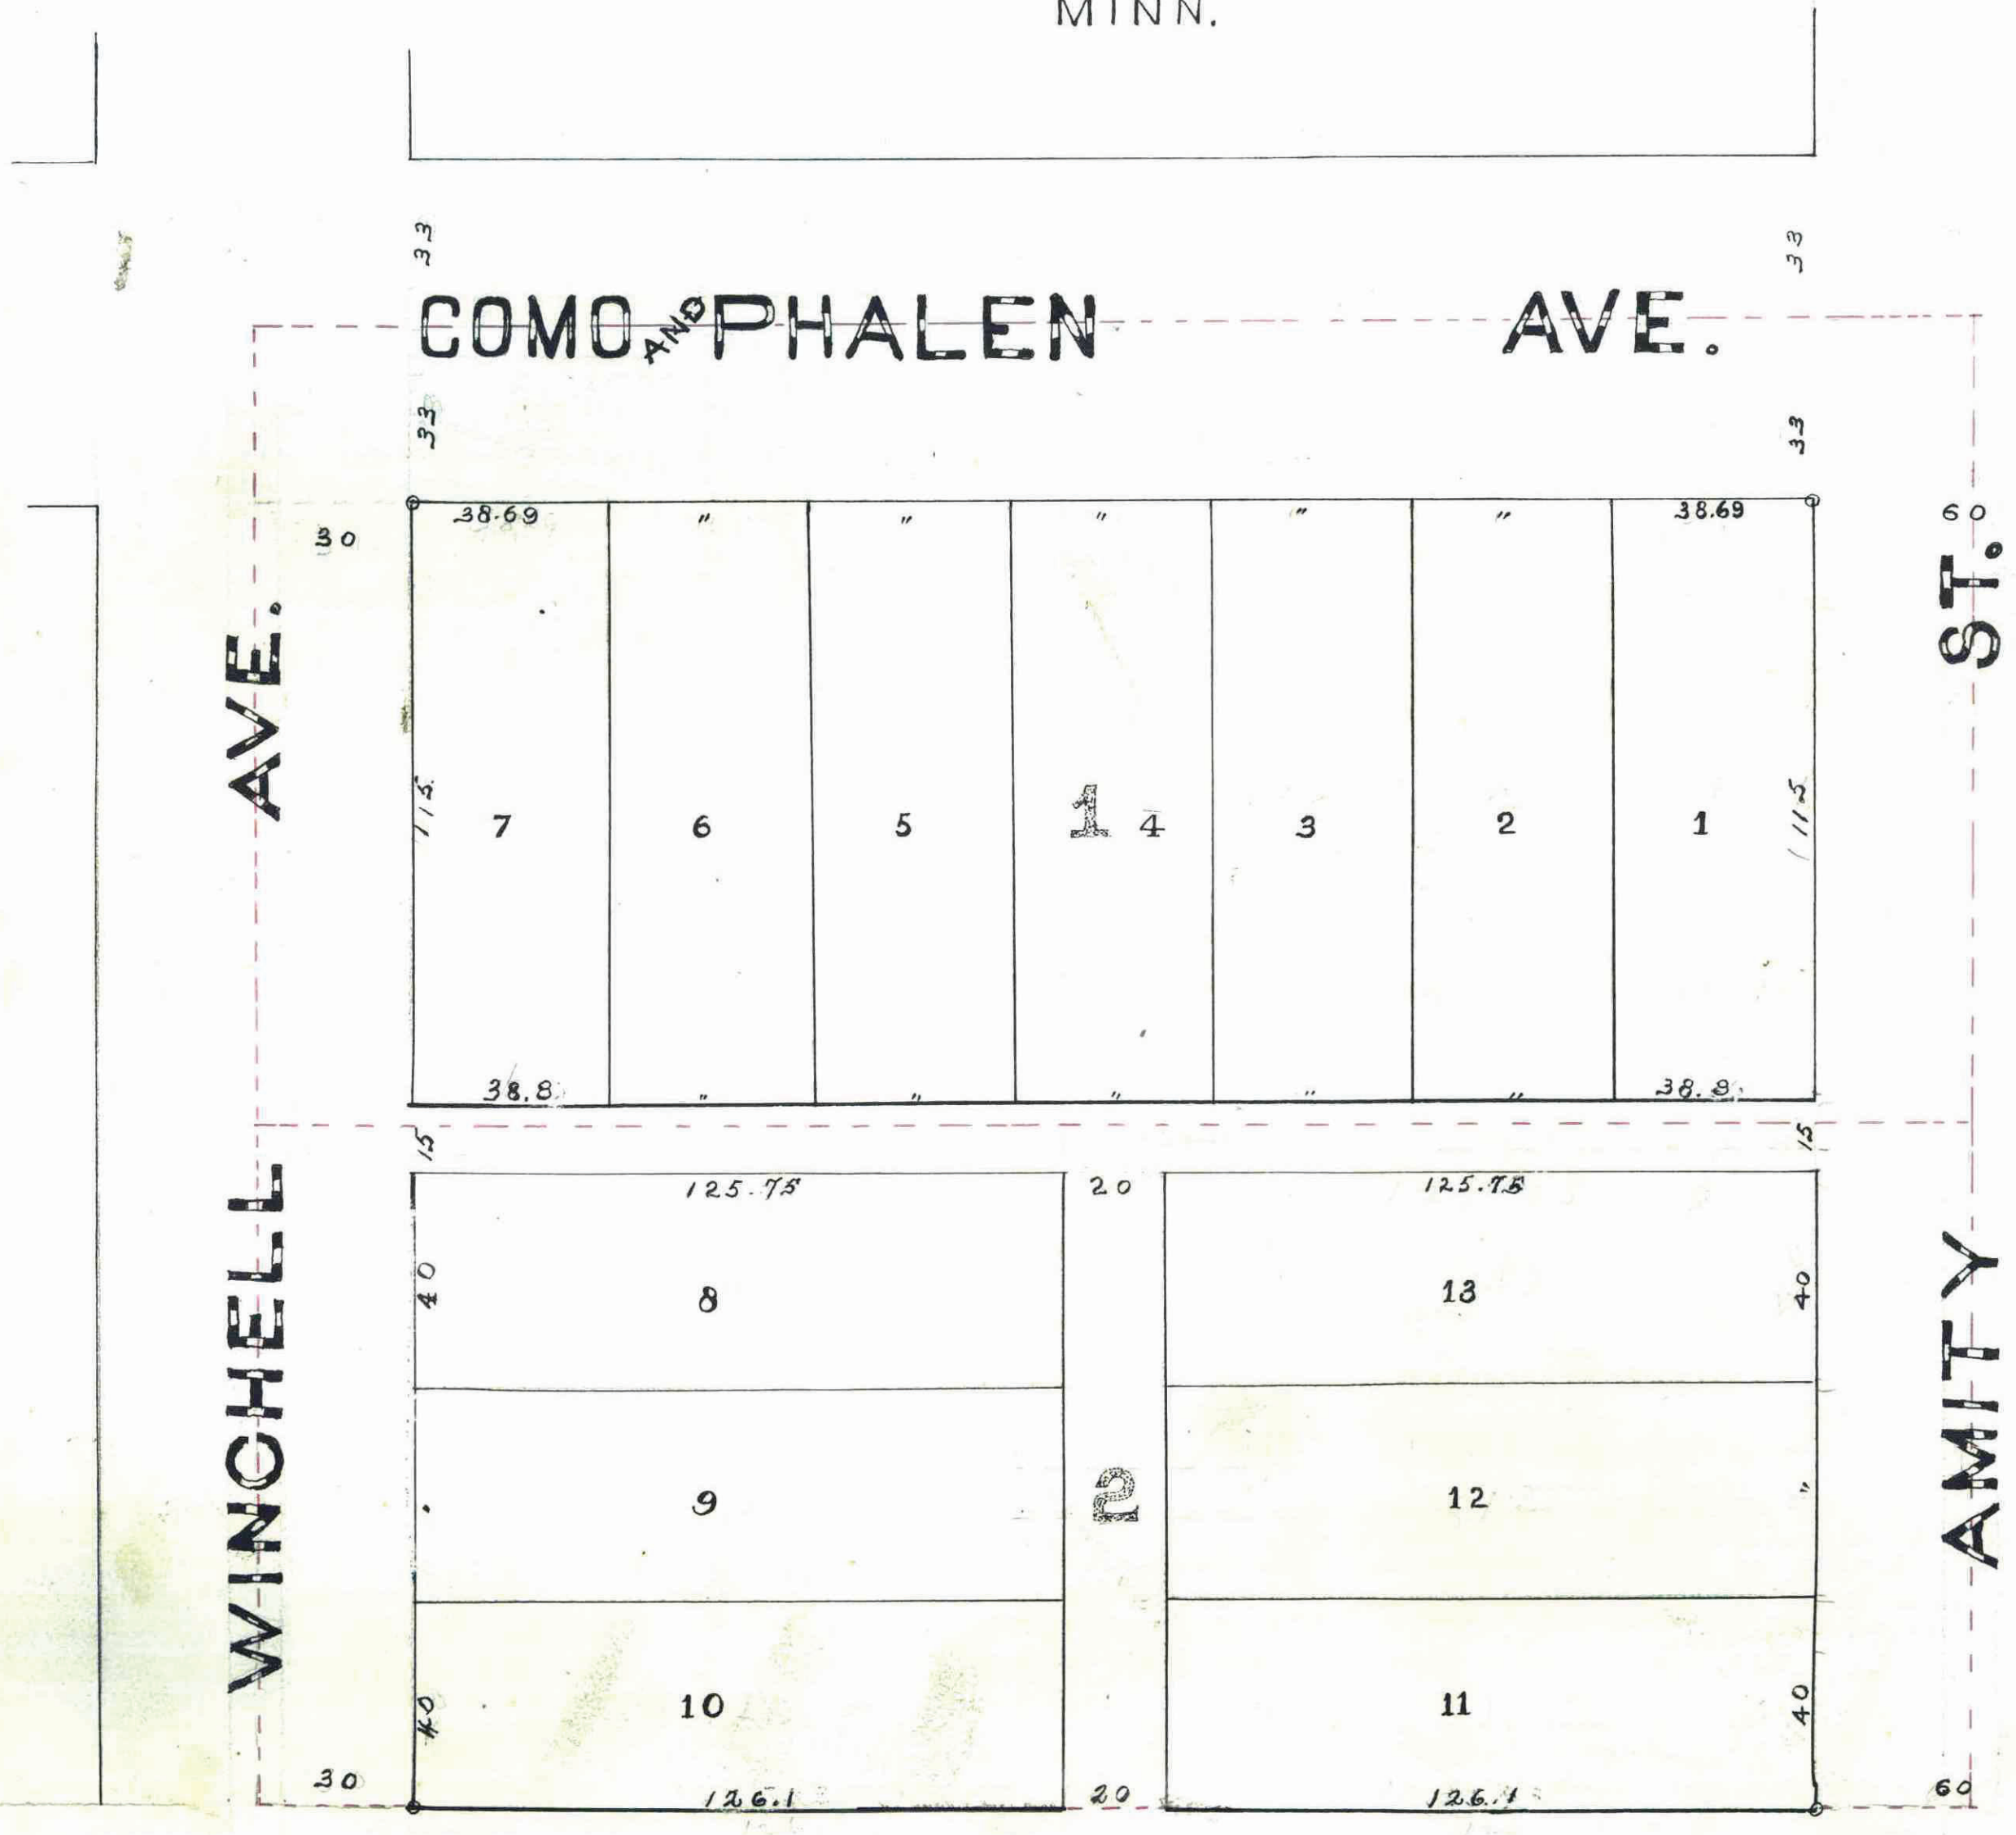 MINN.
33 33
COMO AND PHALEN AVE.
33 33
38.69 " " " " " 38.69
30
60
WINCHELL AVE.
AMITY ST.
115 115
7 6 5 1 4 3 2 1
38.8 " " " " " 38.8
15 15
125.75 20 125.75
40 8 13 40
9 2 12 "
40 10 11 40
30 126.1 20 126.1 60